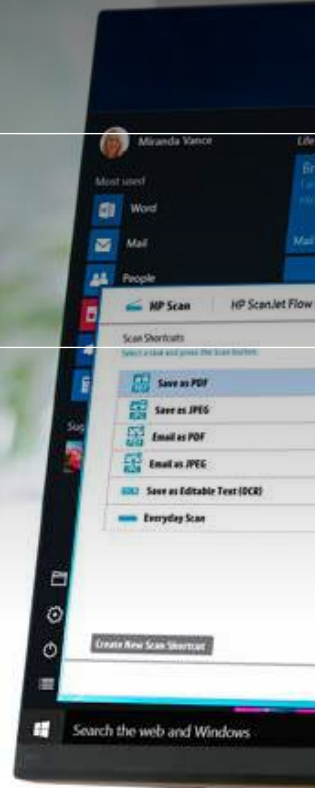 Miranda Vance
Life
Most used
Word
Mail
Mail
People
HP Scan
HP ScanJet Flow
Scan Shortcuts
Select a task and press the Scan button.
Save as PDF
Save as JPEG
Email as PDF
Email as JPEG
Save as Editable Text (OCR)
Everyday Scan
Create New Scan Shortcut
Search the web and Windows